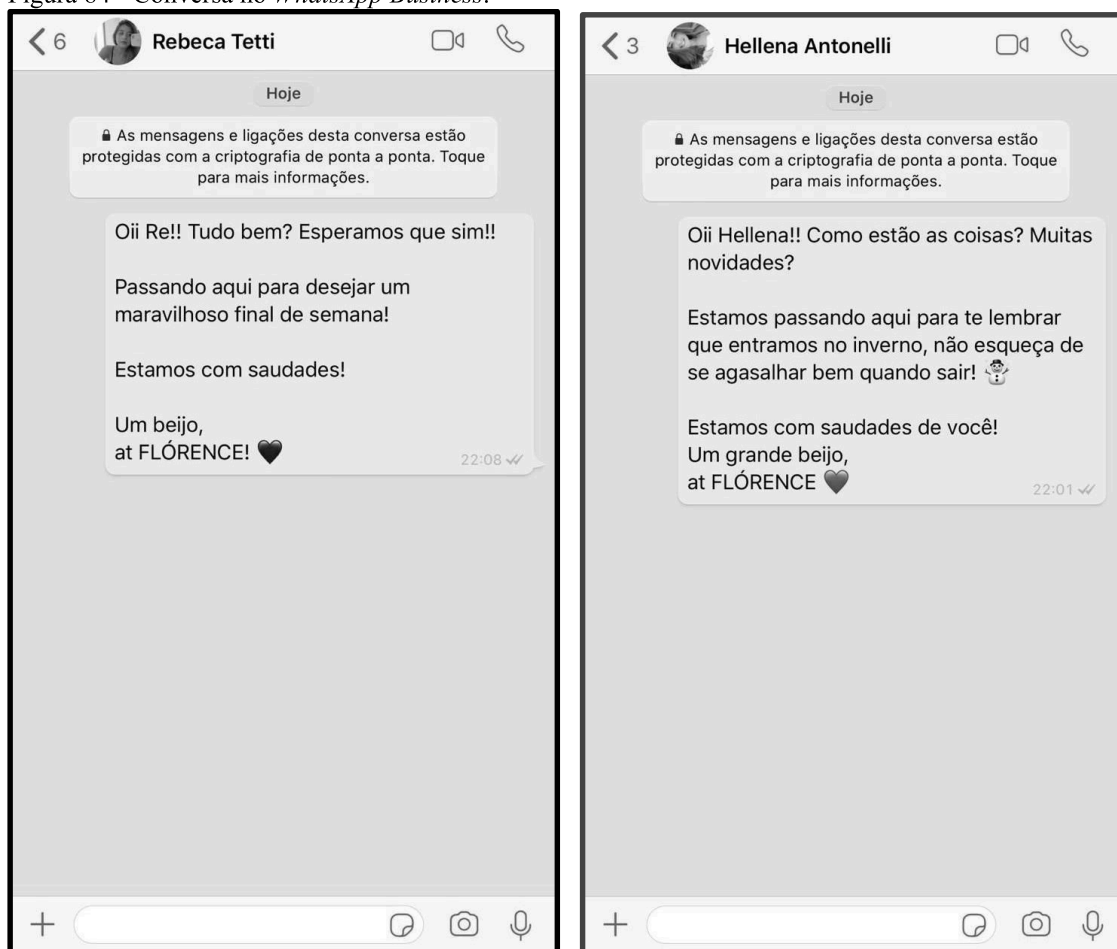 Figura 64 - Conversa no WhatsApp Business.
6
Rebeca Tetti
Hoje
As mensagens e ligações desta conversa estão
protegidas com a criptografia de ponta a ponta. Toque
para mais informações.
Oii Re!! Tudo bem? Esperamos que sim!!
Passando aqui para desejar um
maravilhoso final de semana!
Estamos com saudades!
Um beijo,
at FLÓRENCE! 🖤
22:08
3
Hellena Antonelli
Hoje
As mensagens e ligações desta conversa estão
protegidas com a criptografia de ponta a ponta. Toque
para mais informações.
Oii Hellena!! Como estão as coisas? Muitas
novidades?
Estamos passando aqui para te lembrar
que entramos no inverno, não esqueça de
se agasalhar bem quando sair! ⛄
Estamos com saudades de você!
Um grande beijo,
at FLÓRENCE 🖤
22:01